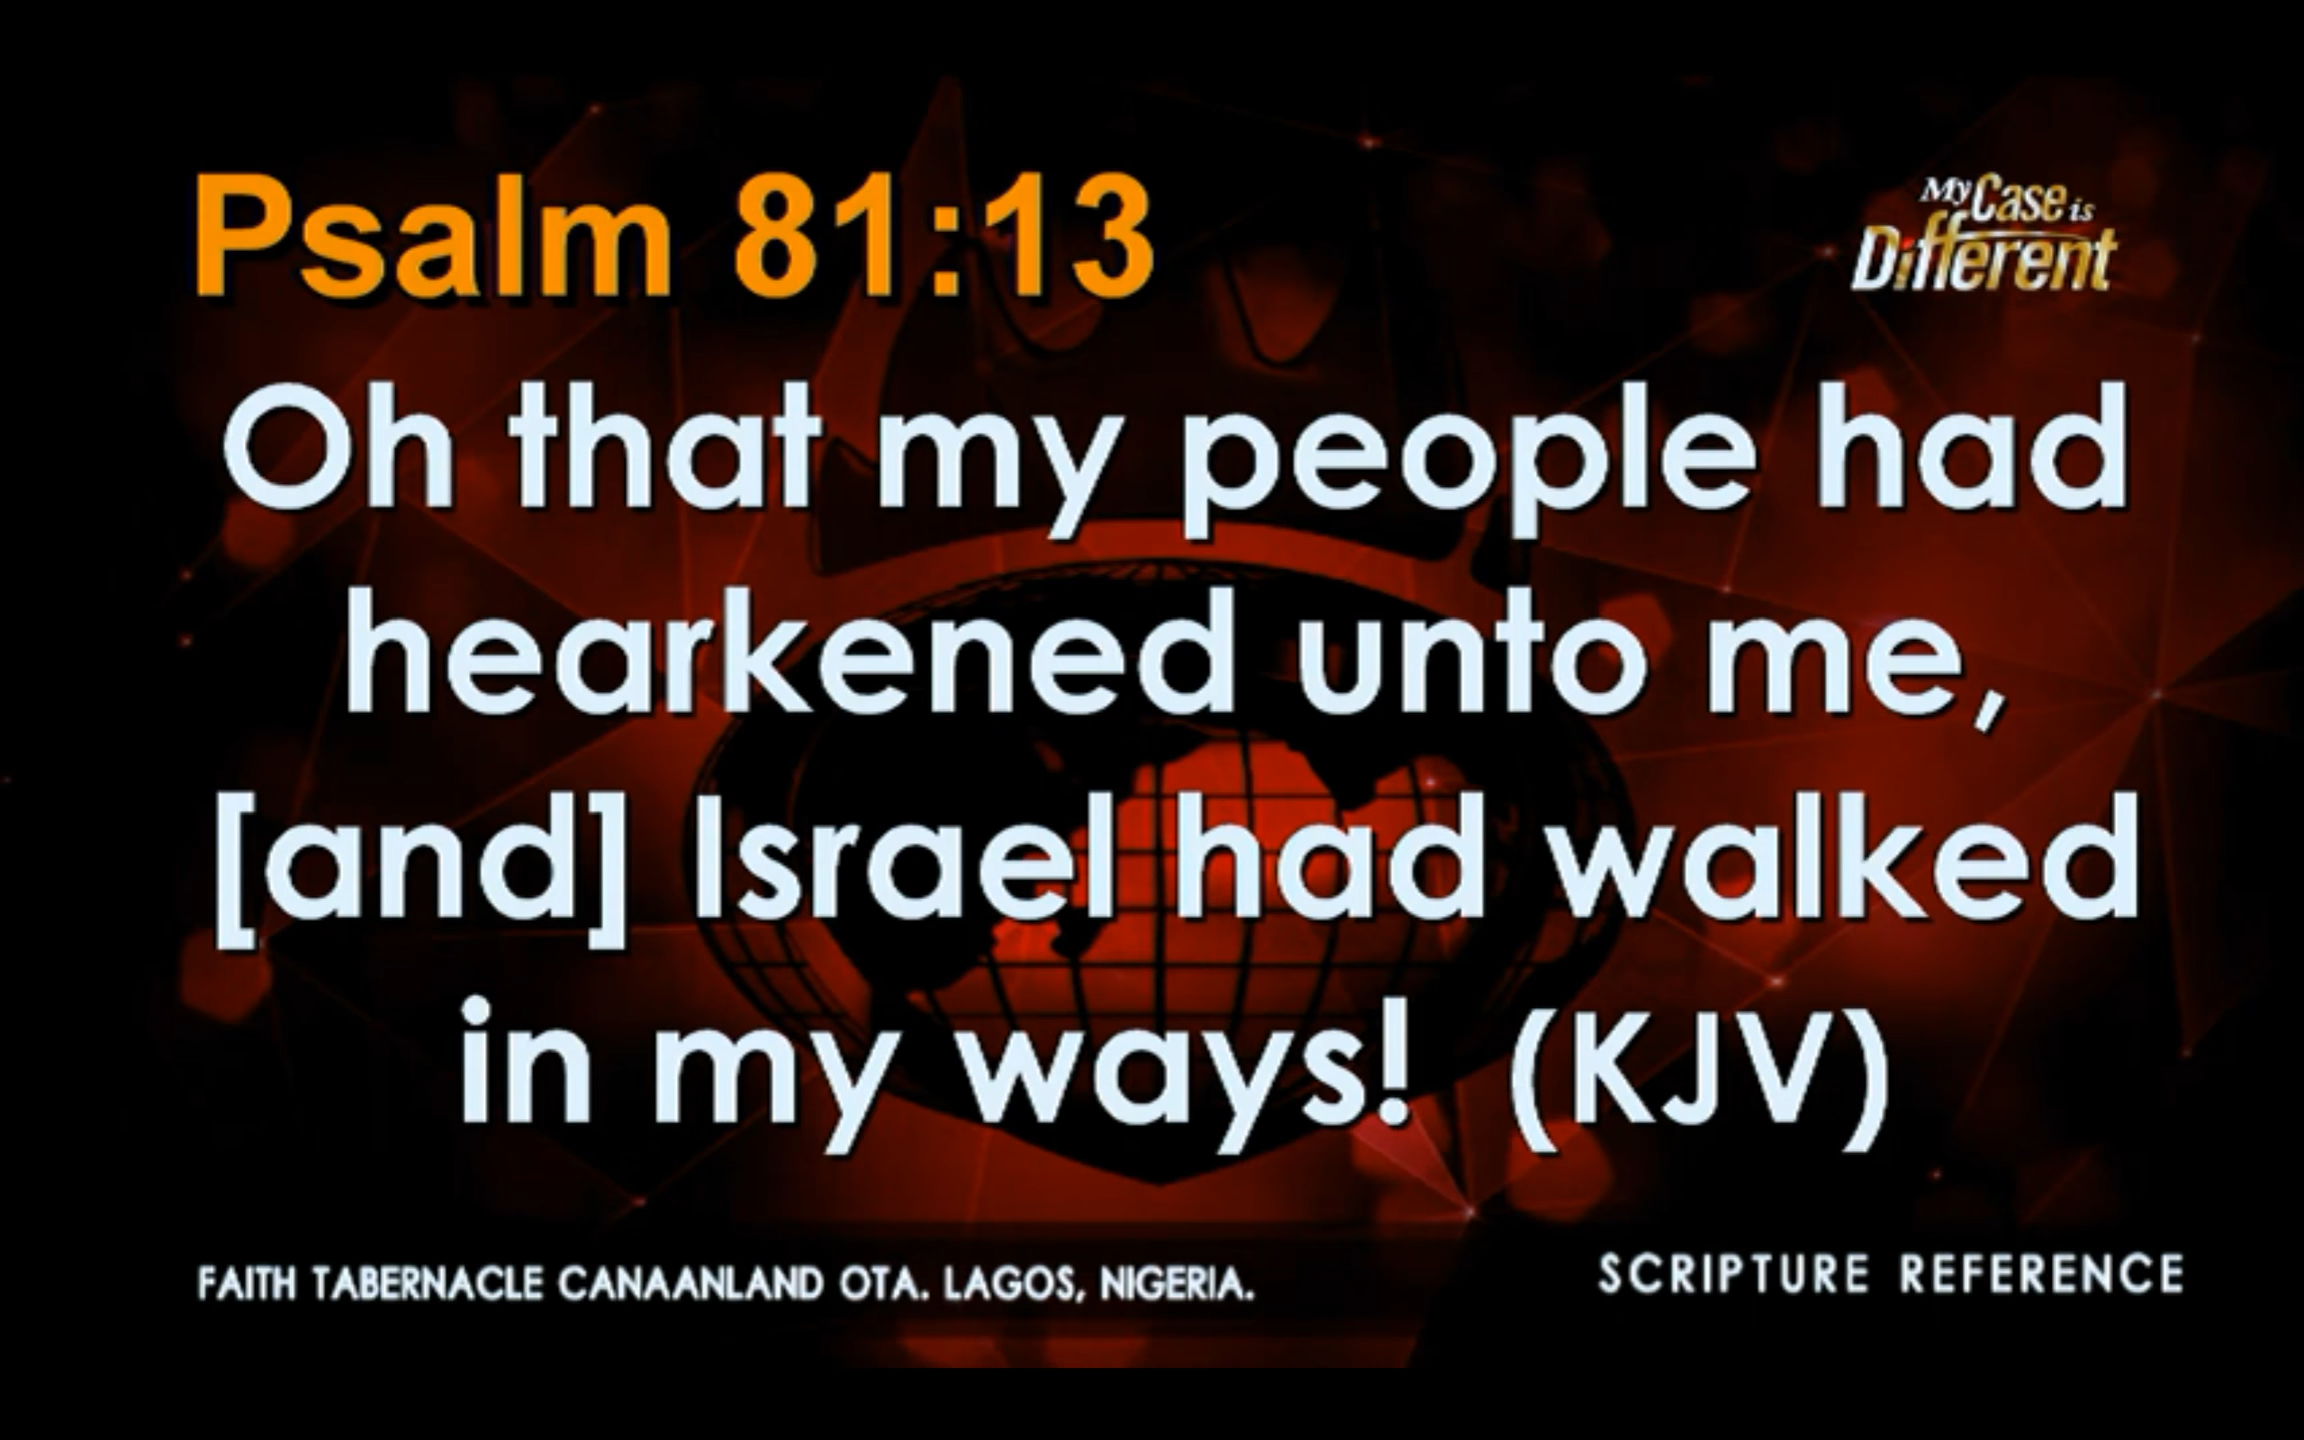 Psalm 81:13
My Case is
Different
Oh that my people had
hearkened unto me,
[and] Israel had walked
in my ways! (KJV)
FAITH TABERNACLE CANAANLAND OTA. LAGOS, NIGERIA.
SCRIPTURE REFERENCE